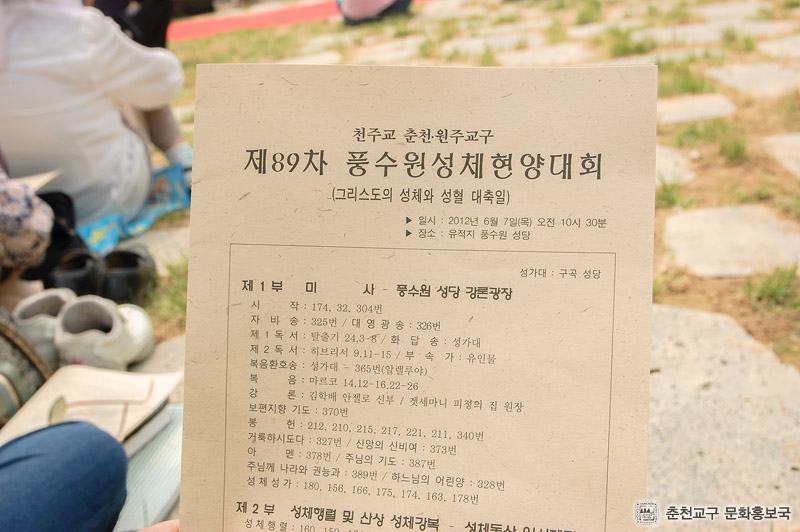 천주교 춘천·원주교구
제89차 풍수원성체현양대회
(그리스도의 성체와 성혈 대축일)
▶ 일시 : 2012년 6월 7일(목) 오전 10시 30분
▶ 장소 : 유적지 풍수원 성당
성가대 : 구곡 성당
제 1 부 미 사 - 풍수원 성당 강론광장
시 작 : 174, 32, 304번
자 비 송 : 325번 / 대 영 광 송 : 326번
제 1 독 서 : 탈출기 24,3-8 / 화 답 송 : 성가대
제 2 독 서 : 히브리서 9,11-15 / 부 속 가 : 유인물
복음환호송 : 성가대 - 365번(알렐루야)
복 음 : 마르코 14,12-16.22-26
강 론 : 김학배 안젤로 신부 / 겟세마니 피정의 집 원장
보편지향 기도 : 370번
봉 헌 : 212, 210, 215, 217, 221, 211, 340번
거룩하시도다 : 327번 / 신앙의 신비여 : 373번
아 멘 : 378번 / 주님의 기도 : 387번
주님께 나라와 권능과 : 389번 / 하느님의 어린양 : 328번
성 체 성 가 : 180, 156, 166, 175, 174, 163, 178번
제 2 부 성체행렬 및 산상 성체강복 - 성체동산
성 체 행 렬 : 160, 159
춘천교구 문화홍보국